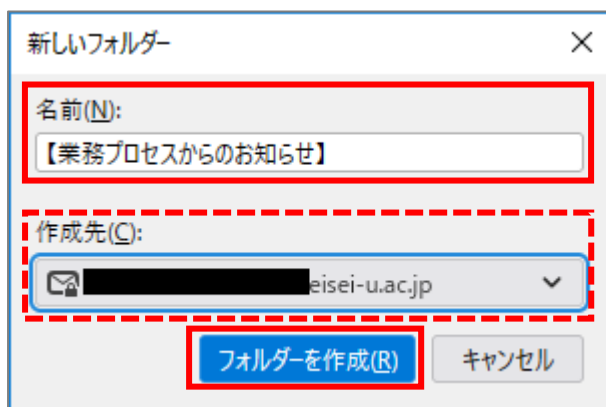 新しいフォルダー
名前(N):
【業務プロセスからのお知らせ】
作成先(C):
eisei-u.ac.jp
フォルダーを作成(R) キャンセル